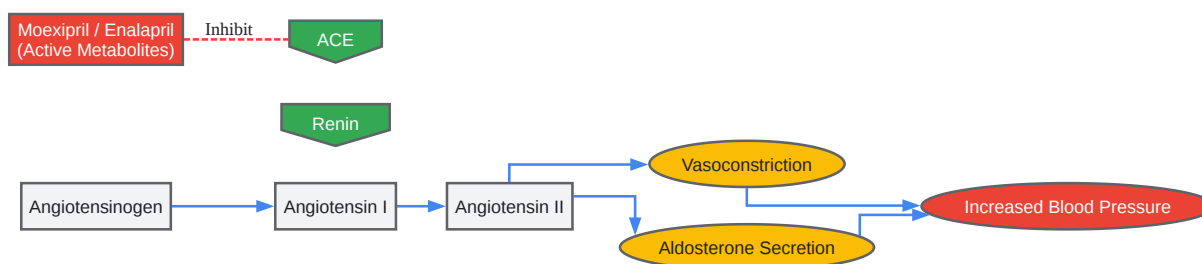 Moexipril / Enalapril
(Active Metabolites)
Inhibit
ACE
Renin
Vasoconstriction
Angiotensinogen
Angiotensin I
Angiotensin II
Increased Blood Pressure
Aldosterone Secretion